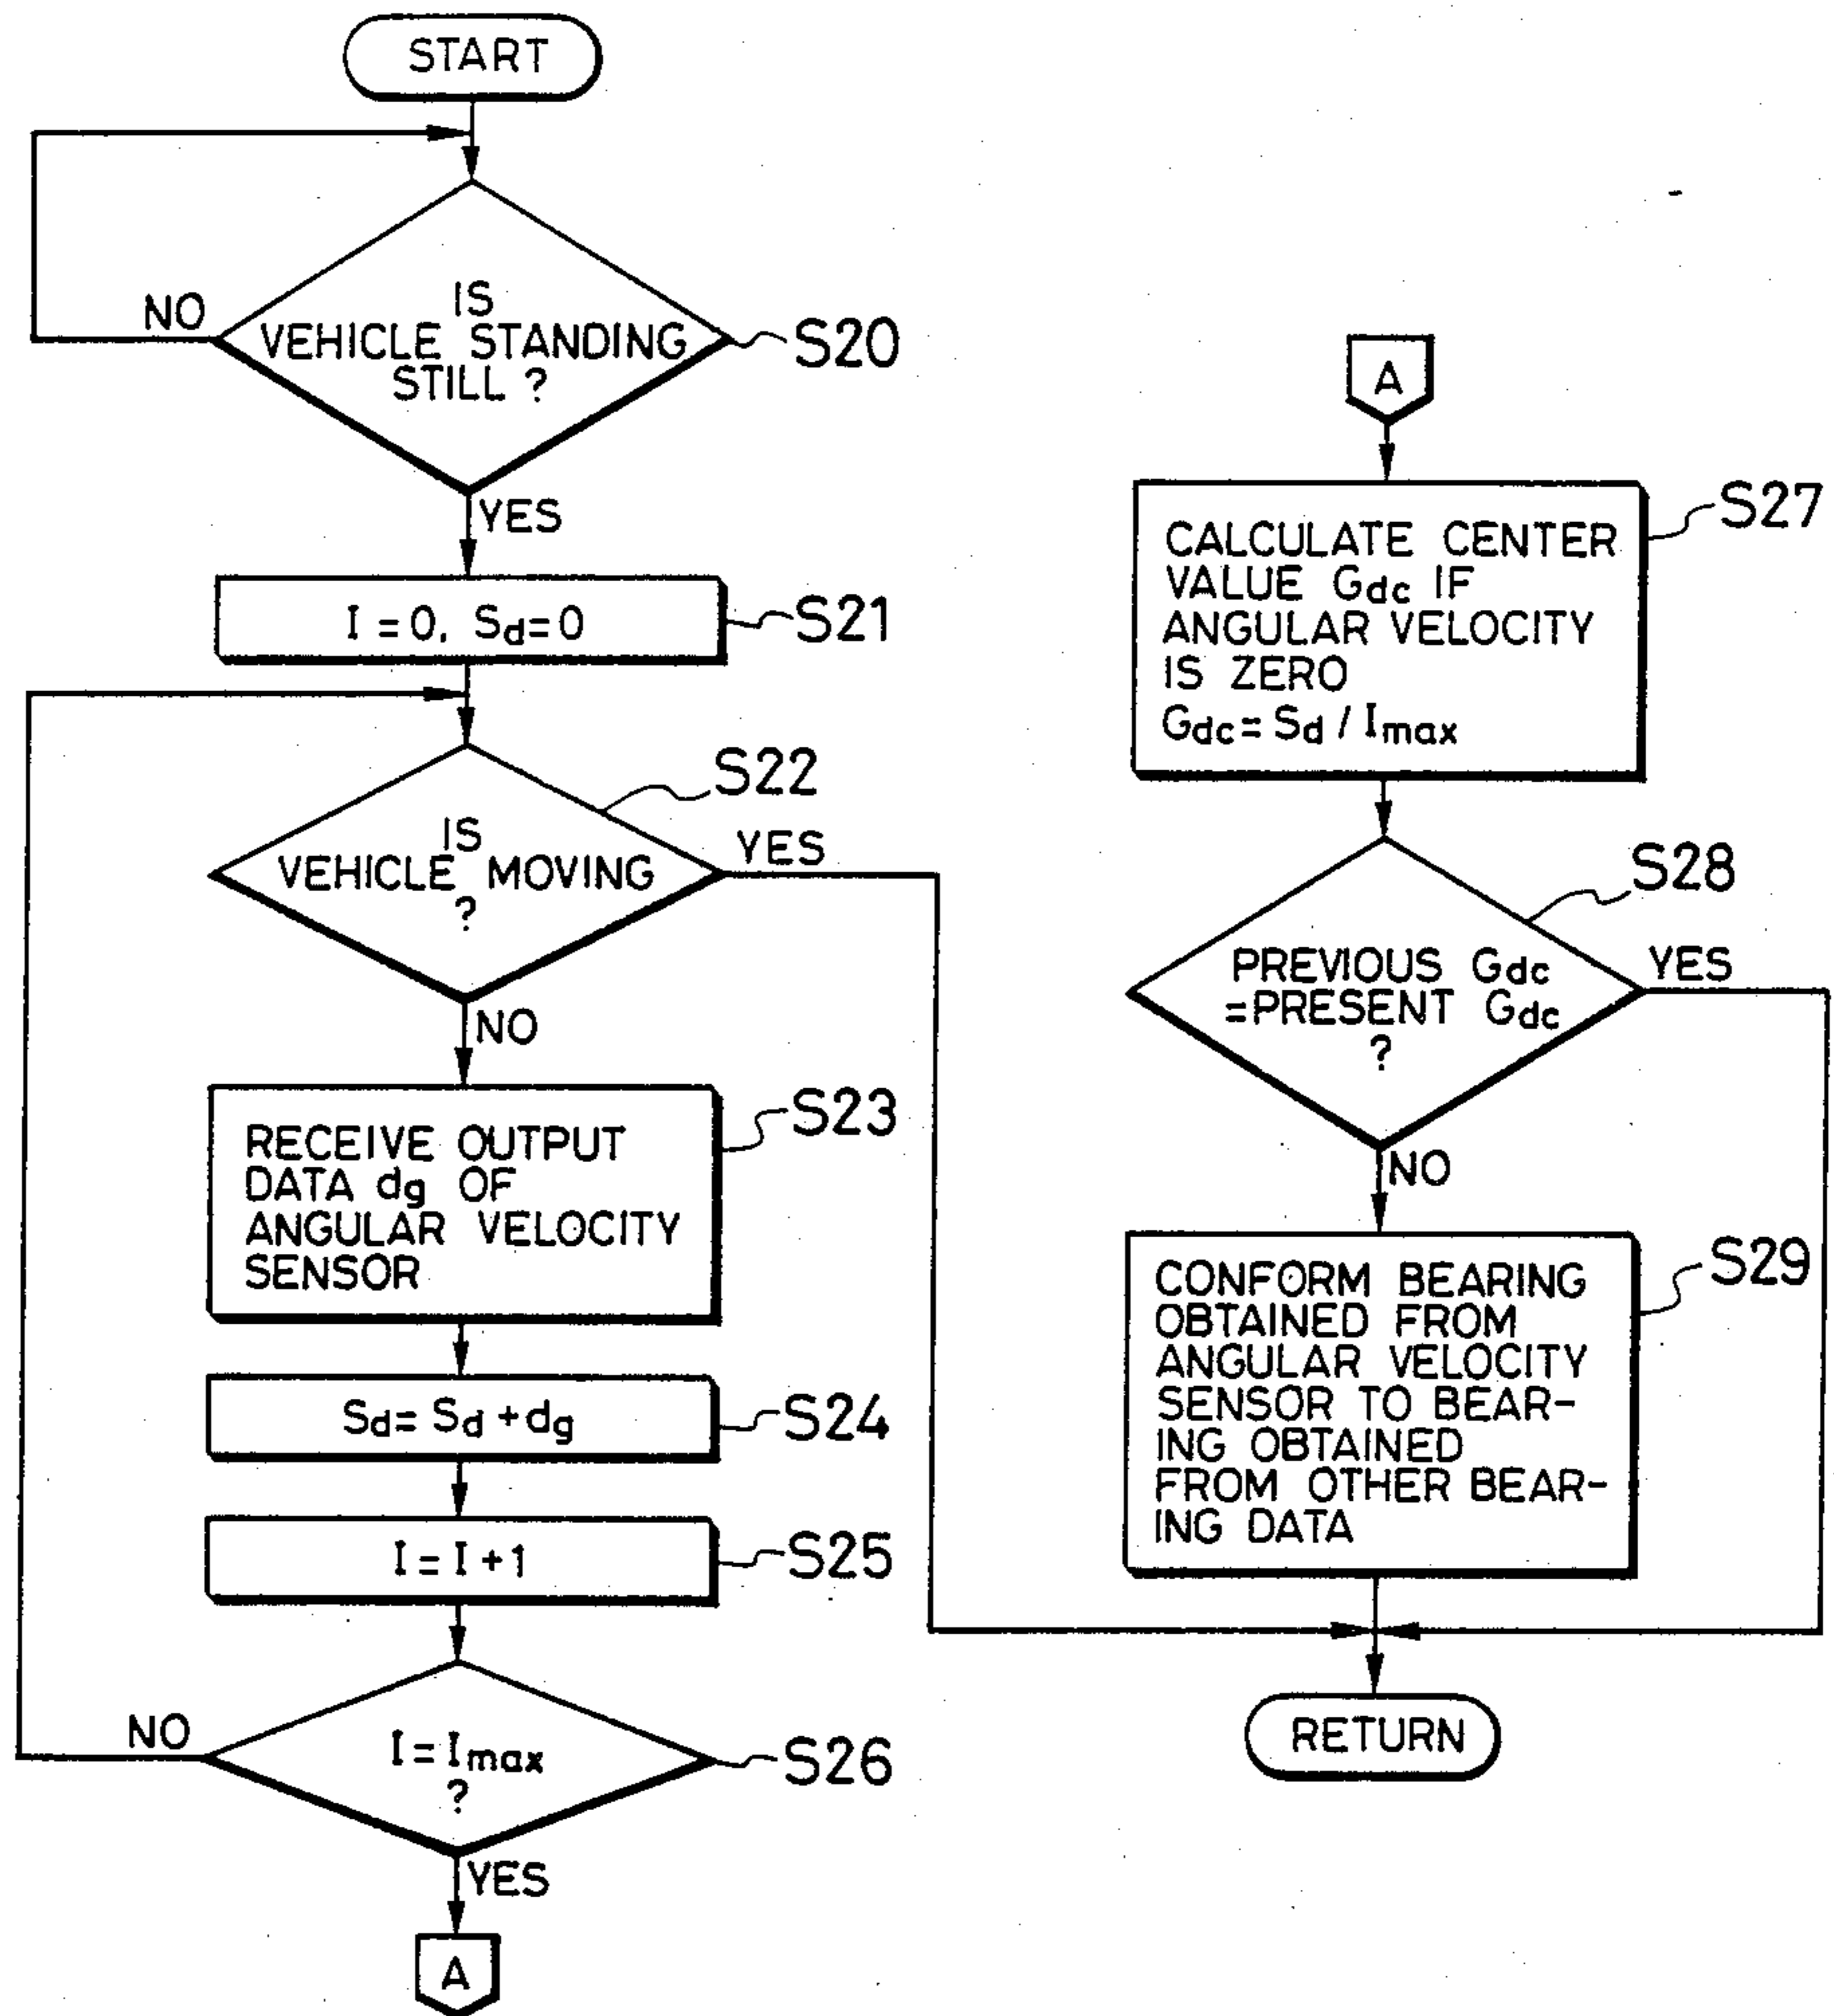 START
NO
IS
VEHICLE STANDING
STILL ?
S20
YES
I = 0, Sd = 0
S21
S22
IS
VEHICLE MOVING
?
YES
NO
RECEIVE OUTPUT
DATA dg OF
ANGULAR VELOCITY
SENSOR
S23
Sd = Sd + dg
S24
I = I + 1
S25
NO
I = Imax
?
S26
YES
A
A
CALCULATE CENTER
VALUE Gdc IF
ANGULAR VELOCITY
IS ZERO
Gdc = Sd / Imax
S27
S28
PREVIOUS Gdc
=PRESENT Gdc
?
YES
NO
CONFORM BEARING
OBTAINED FROM
ANGULAR VELOCITY
SENSOR TO BEAR-
ING OBTAINED
FROM OTHER BEAR-
ING DATA
S29
RETURN